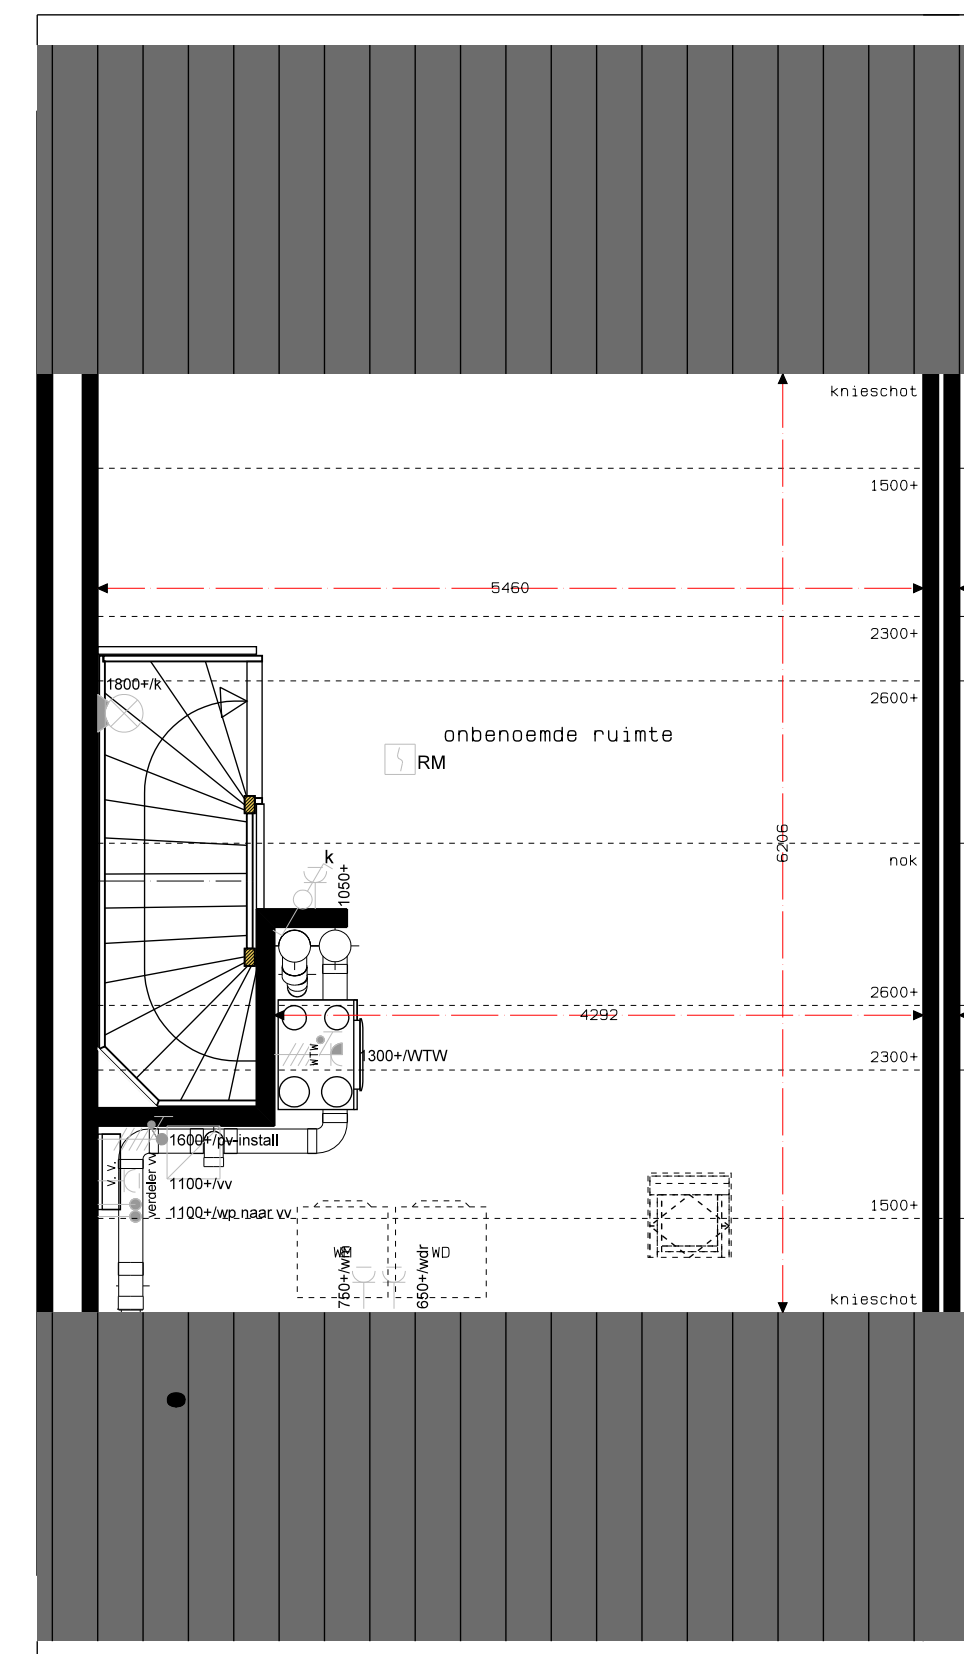 knieschot
1500+
5460
2300+
1800+/k
2600+
onbenoemde ruimte
RM
6206
k
nok
1050+
2600+
4292
WTW
1300+/WTW
2300+
1600+/pv-install
v.v.
verdeler vv
1100+/vv
1500+
1100+/wp naar vv
WM
750+/wm
650+/wdr
WD
knieschot